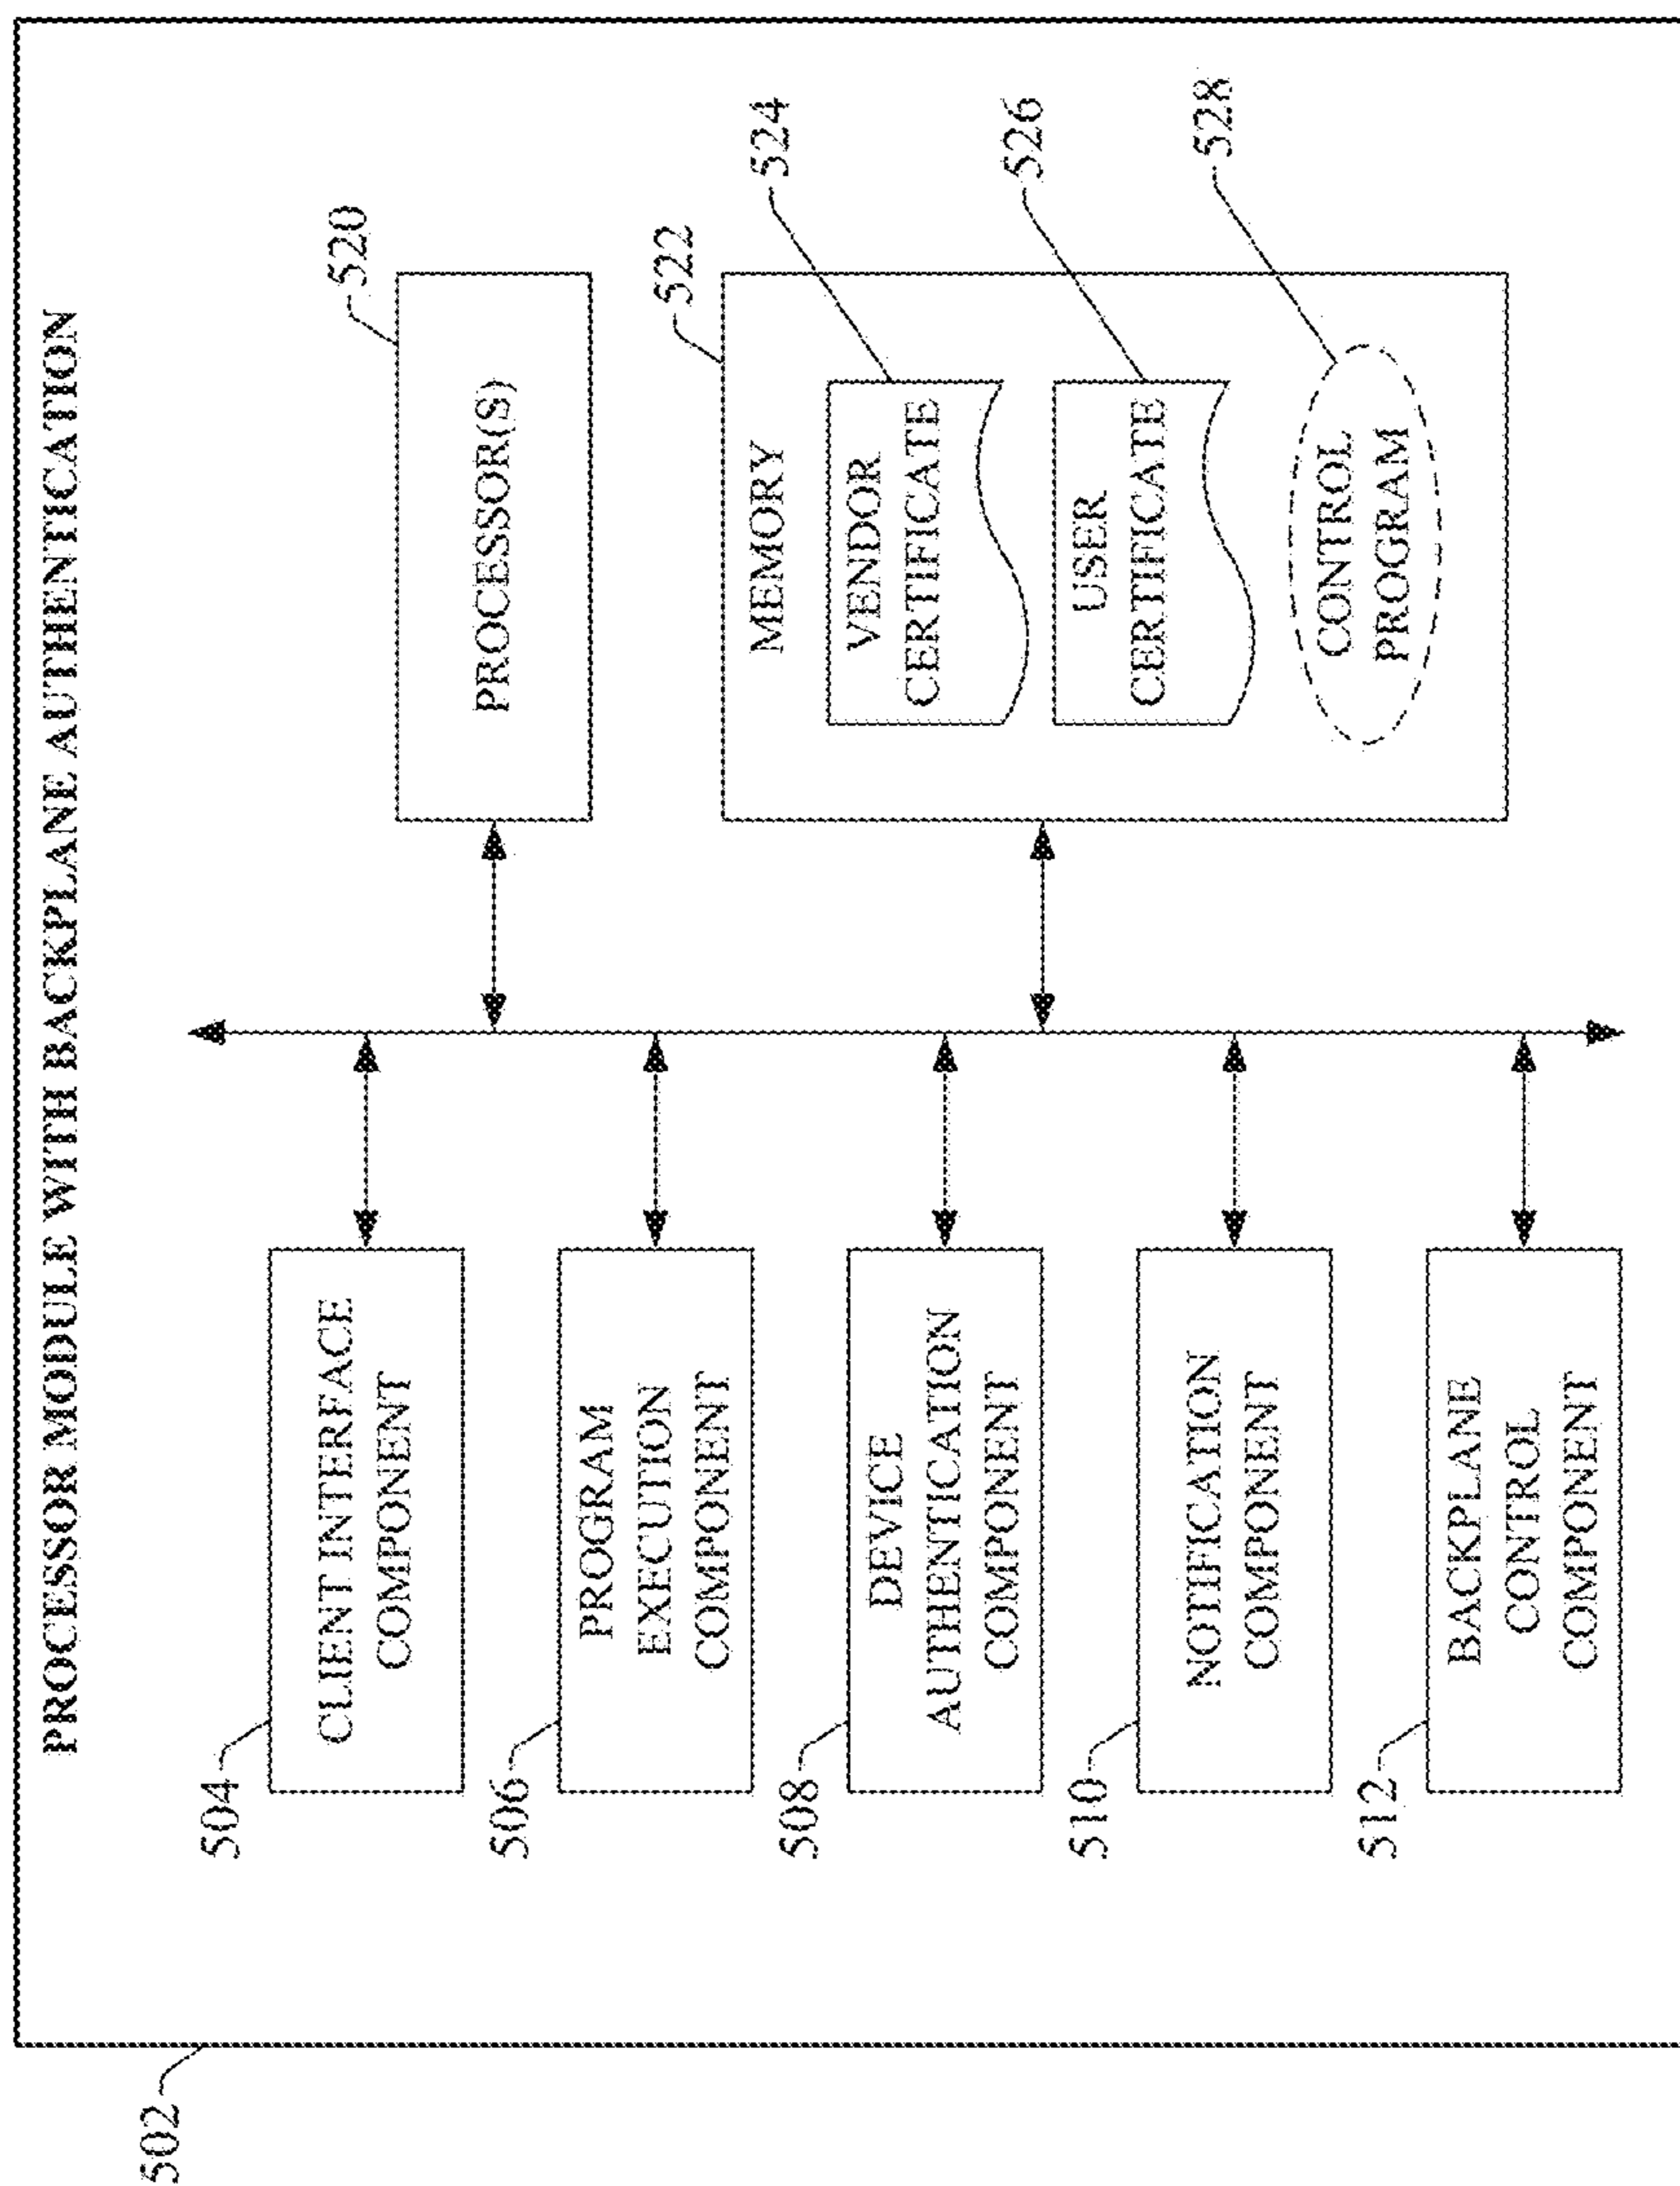 PROCESSOR MODULE WITH BACKPLANE AUTHENTICATION
502
504
CLIENT INTERFACE
COMPONENT
506
PROGRAM
EXECUTION
COMPONENT
508
DEVICE
AUTHENTICATION
COMPONENT
510
NOTIFICATION
COMPONENT
512
BACKPLANE
CONTROL
COMPONENT
520
PROCESSOR(S)
522
MEMORY
524
VENDOR
CERTIFICATE
526
USER
CERTIFICATE
528
CONTROL
PROGRAM